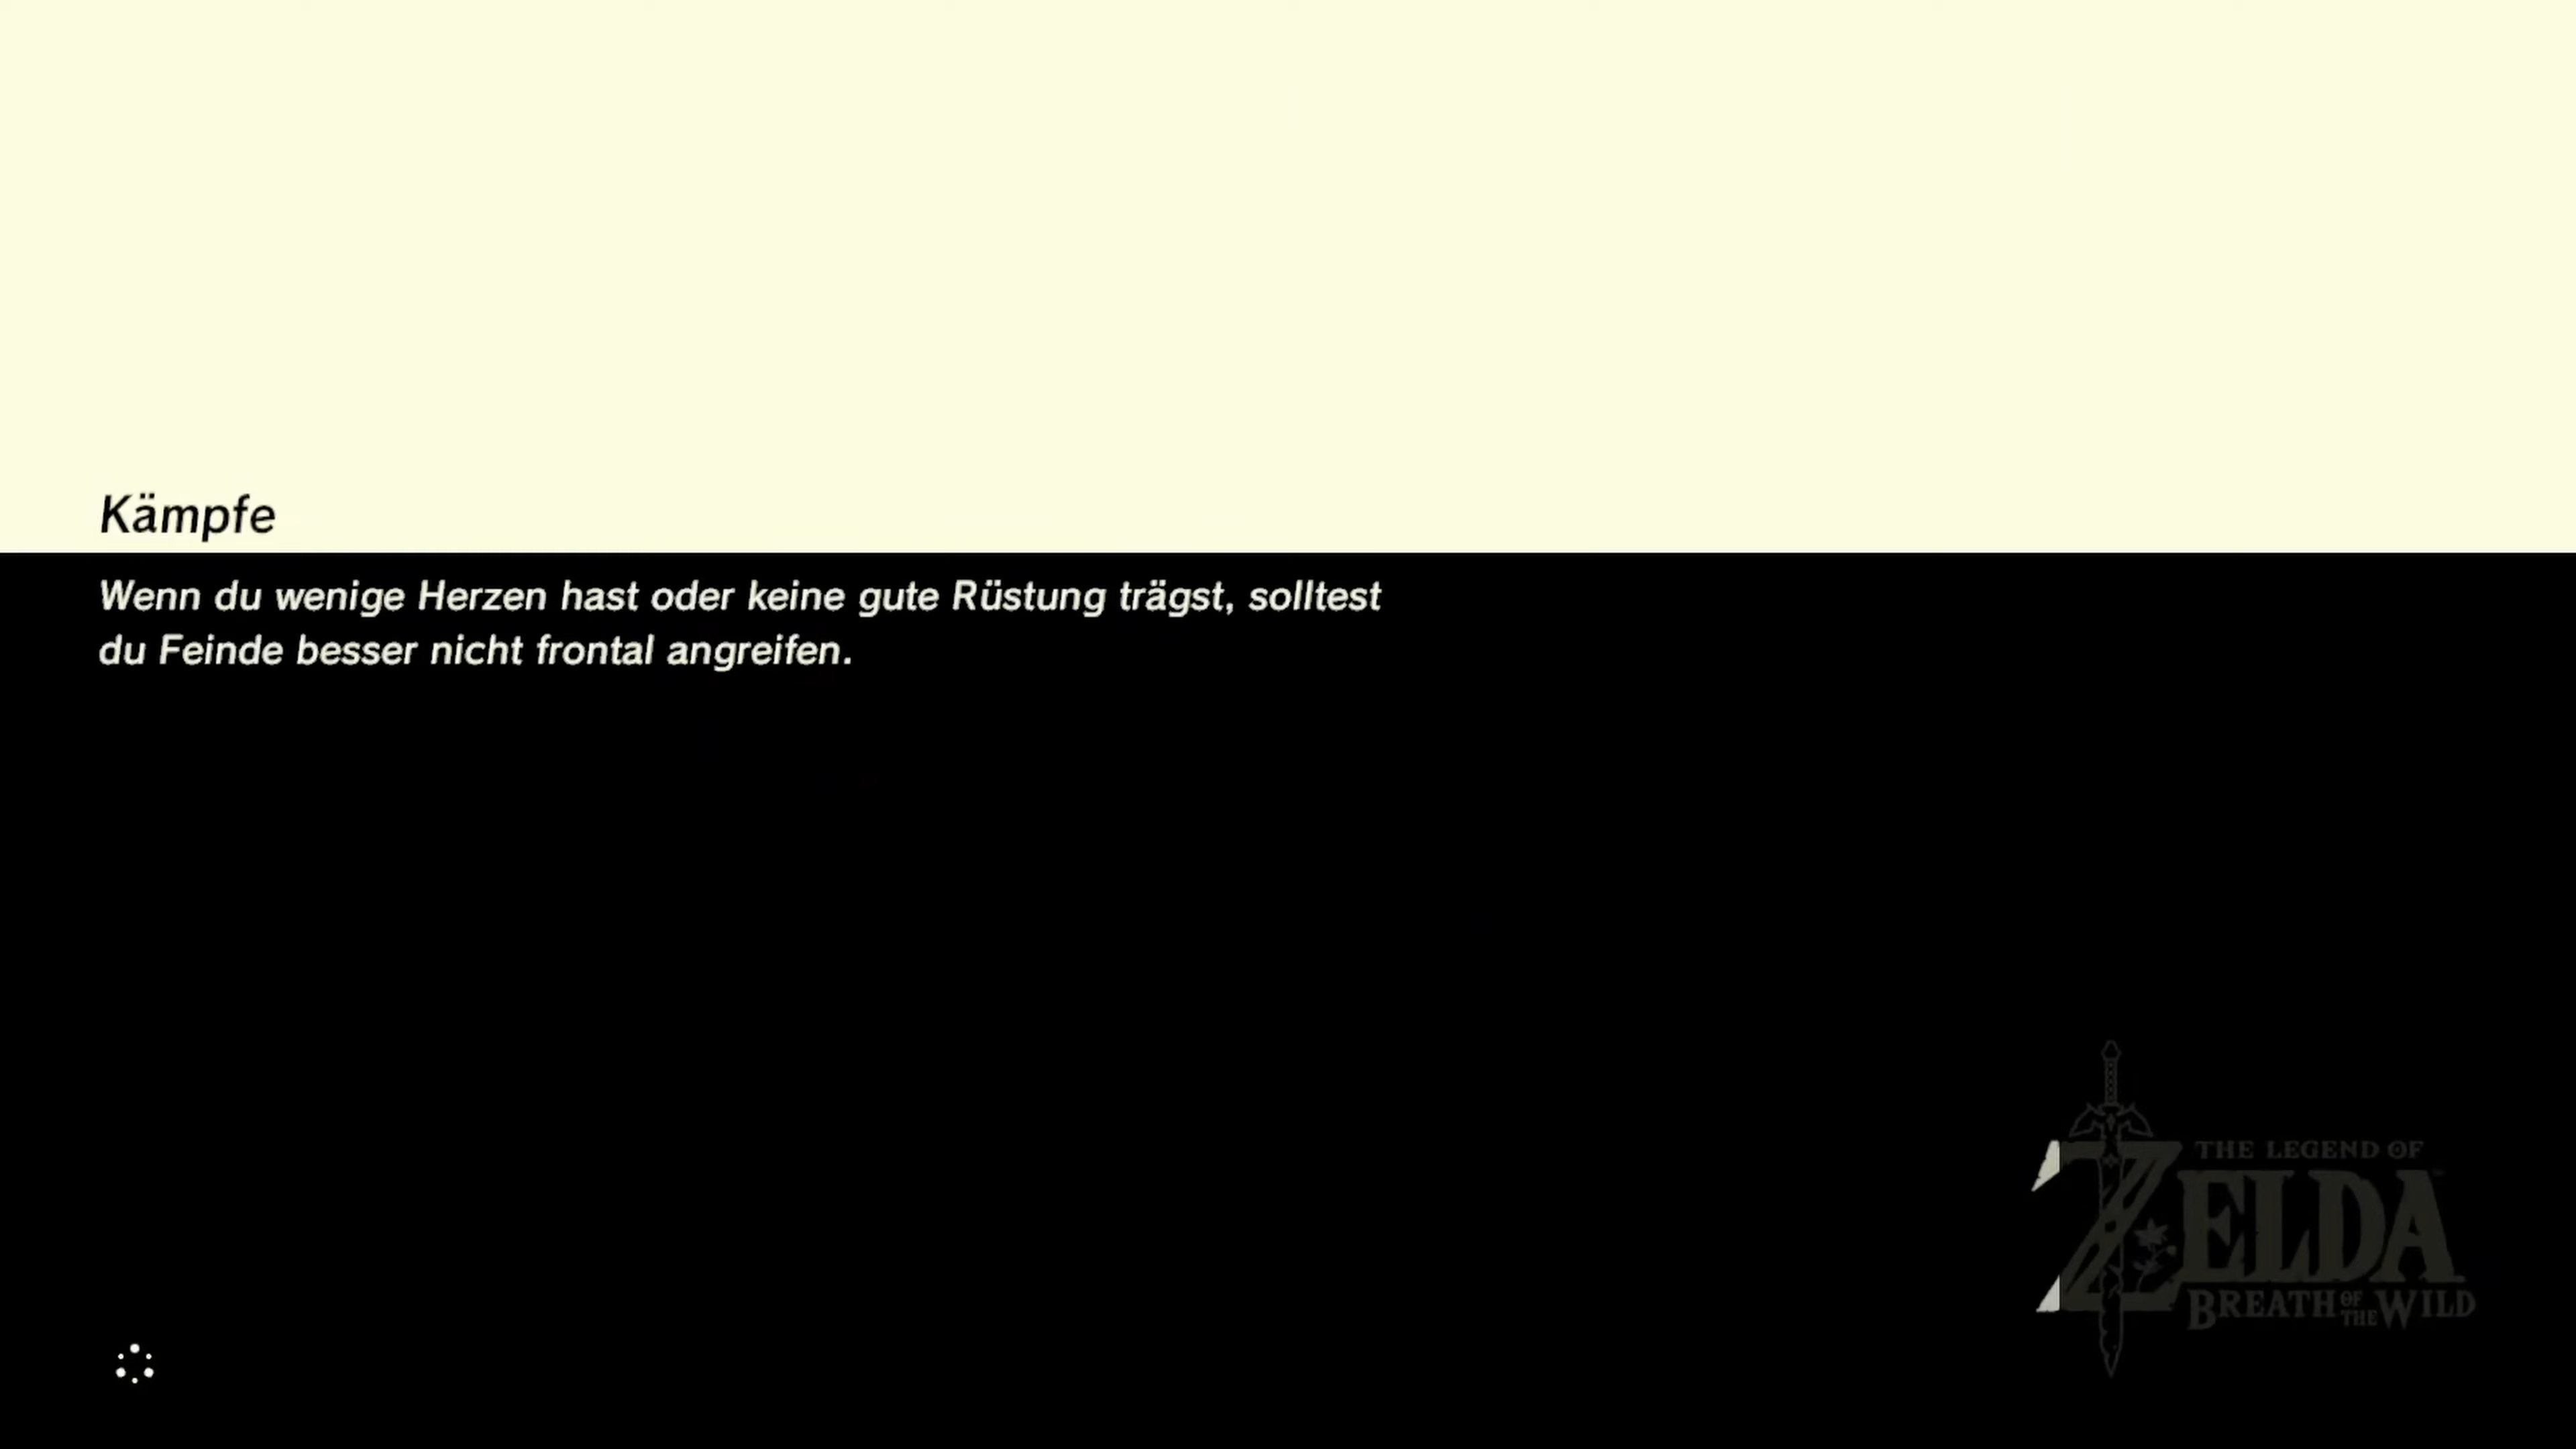 Kämpfe
Wenn du wenige Herzen hast oder keine gute Rüstung trägst, solltest
du Feinde besser nicht frontal angreifen.
THE LEGEND OF
ZELDA
BREATH OF THE WILD